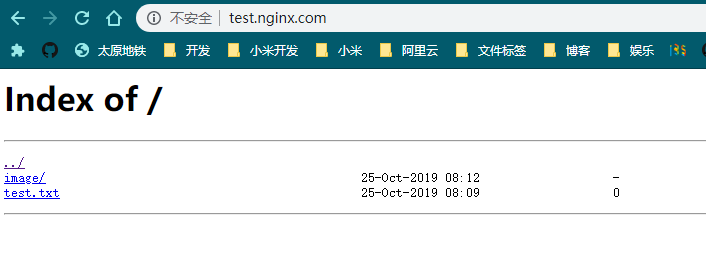 不安全 | test.nginx.com
太原地铁 开发 小米开发 小米 阿里云 文件标签 博客 娱乐
Index of /
../
image/ 25-Oct-2019 08:12 -
test.txt 25-Oct-2019 08:09 0